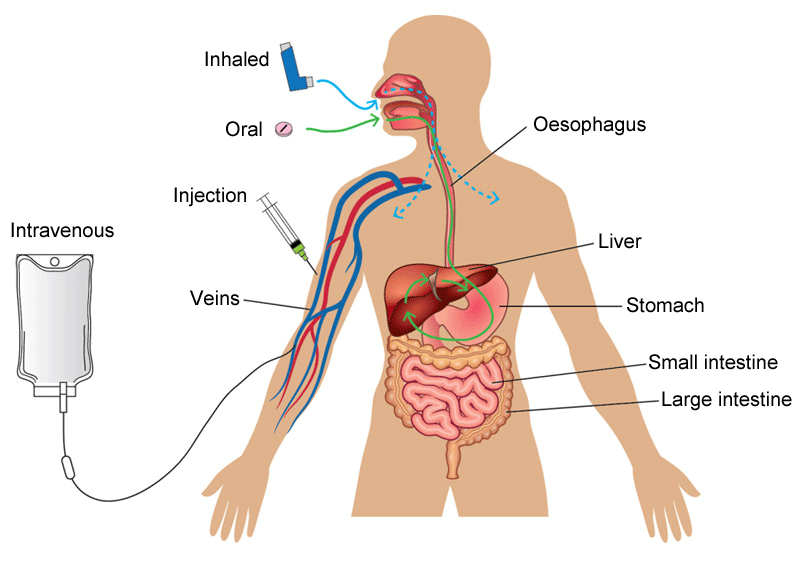 Inhaled
Oral
Oesophagus
Injection
Intravenous
Liver
Veins
Stomach
Small intestine
Large intestine